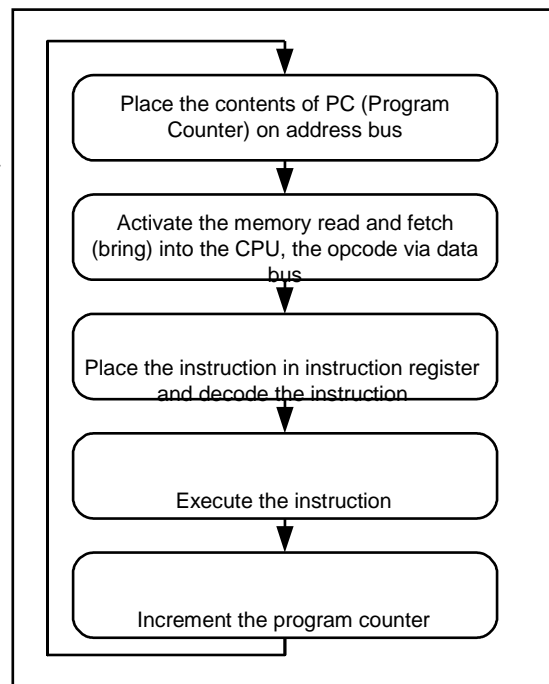 Place the contents of PC (Program
Counter) on address bus
Activate the memory read and fetch
(bring) into the CPU, the opcode via data
bus
Place the instruction in instruction register
and decode the instruction
Execute the instruction
Increment the program counter